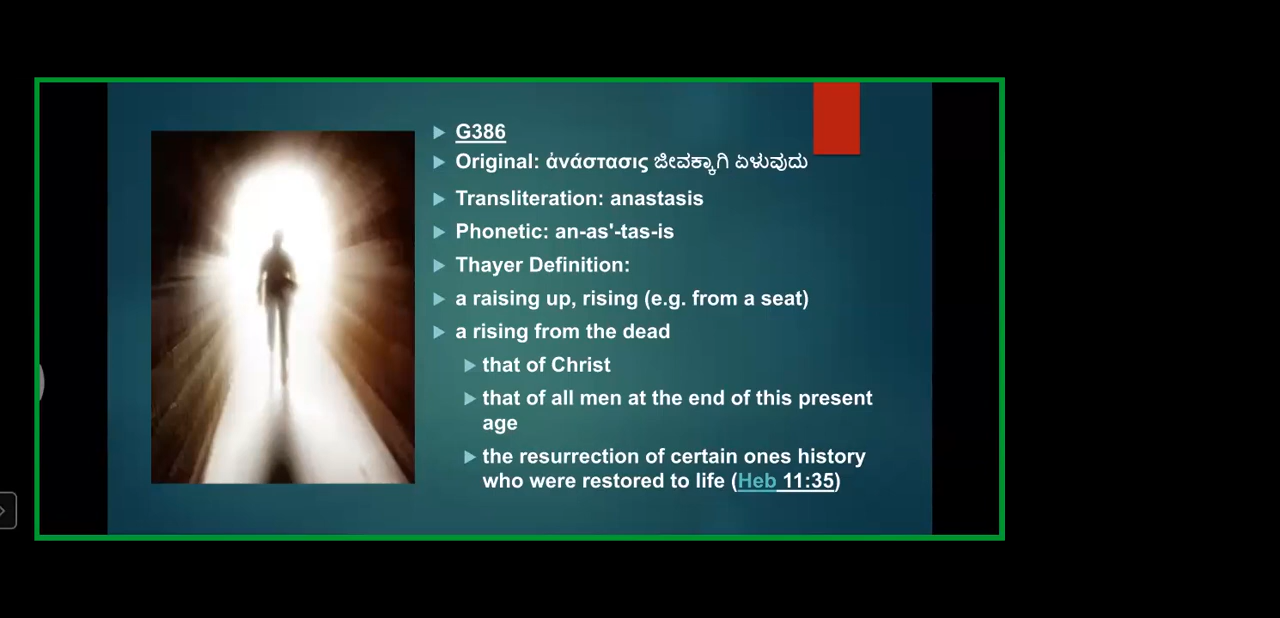 G386
Original: ἀνάστασις ಜೀವಕ್ಕಾಗಿ ಏಳುವುದು
Transliteration: anastasis
Phonetic: an-as'-tas-is
Thayer Definition:
a raising up, rising (e.g. from a seat)
a rising from the dead
that of Christ
that of all men at the end of this present
age
the resurrection of certain ones history
who were restored to life (Heb 11:35)